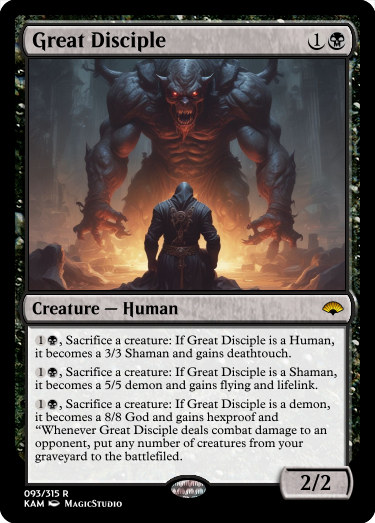 Great Disciple 1
Creature — Human
1, Sacrifice a creature: If Great Disciple is a Human,
it becomes a 3/3 Shaman and gains deathtouch.
1, Sacrifice a creature: If Great Disciple is a Shaman,
it becomes a 5/5 demon and gains flying and lifelink.
1, Sacrifice a creature: If Great Disciple is a demon,
it becomes a 8/8 God and gains hexproof and
“Whenever Great Disciple deals combat damage to an
opponent, put any number of creatures from your
graveyard to the battlefiled.
2/2
093/315 R
KAM MagicStudio